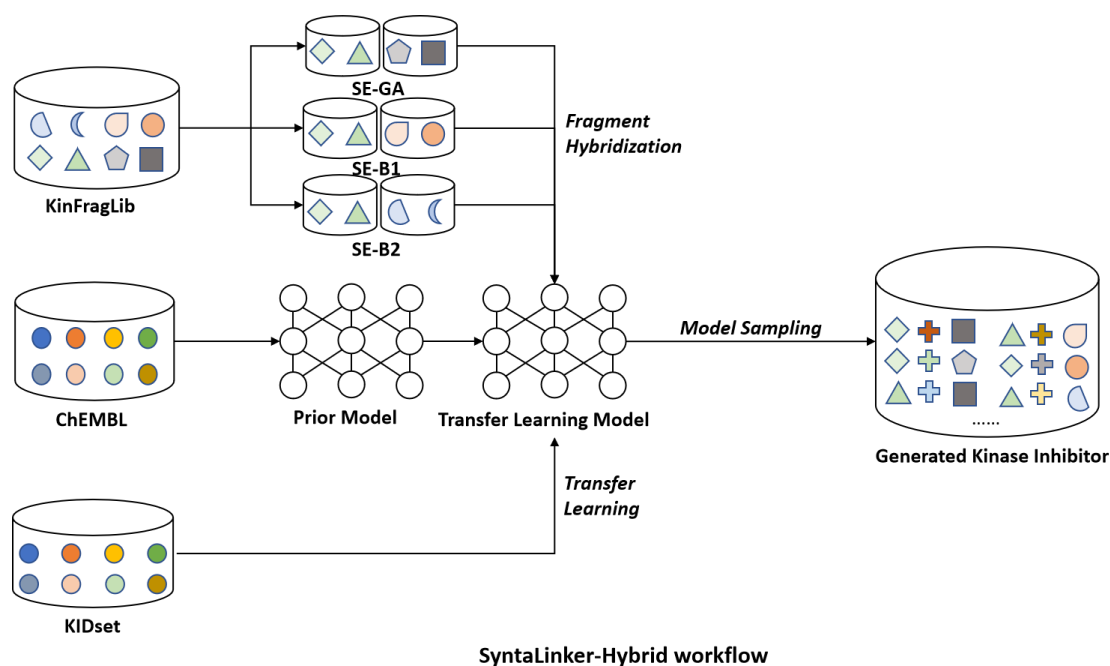 SE-GA
Fragment
Hybridization
SE-B1
KinFragLib
SE-B2
Model Sampling
Prior Model
Transfer Learning Model
ChEMBL
......
Generated Kinase Inhibitor
Transfer
Learning
KIDset
SyntaLinker-Hybrid workflow